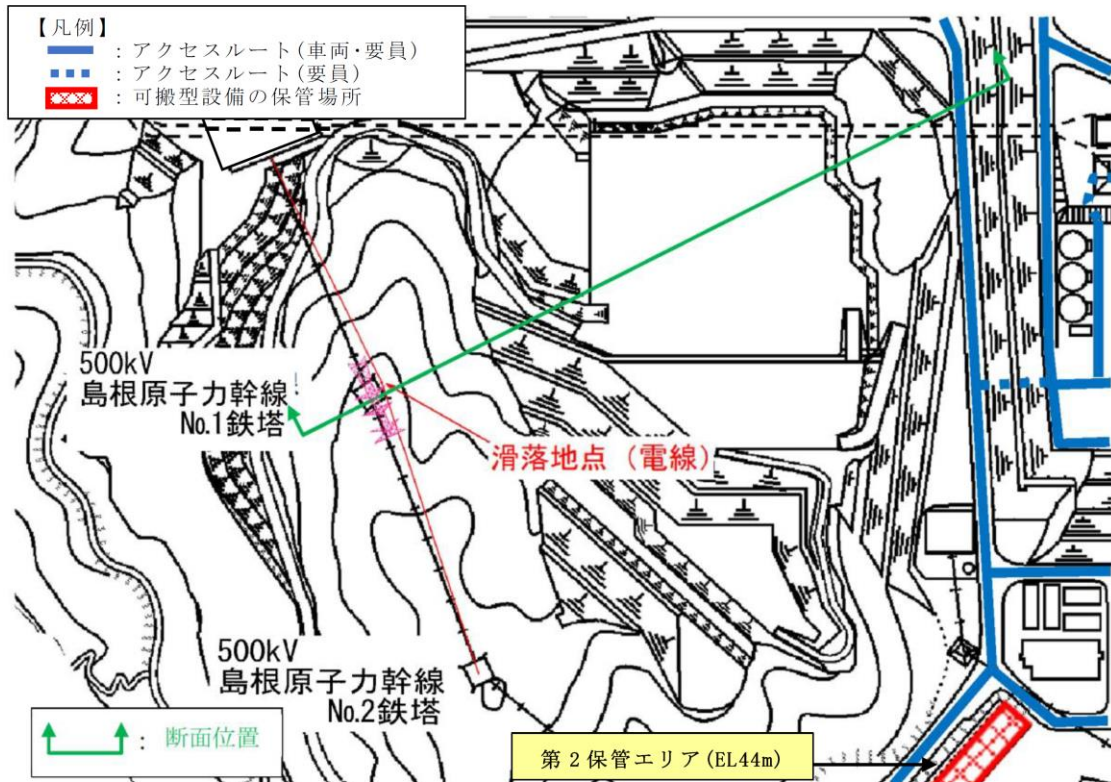 【凡例】
：アクセスルート(車両・要員)
：アクセスルート(要員)
：可搬型設備の保管場所
500kV
島根原子力幹線
No.1鉄塔
滑落地点（電線）
500kV
島根原子力幹線
No.2鉄塔
：断面位置
第２保管エリア(EL44m)